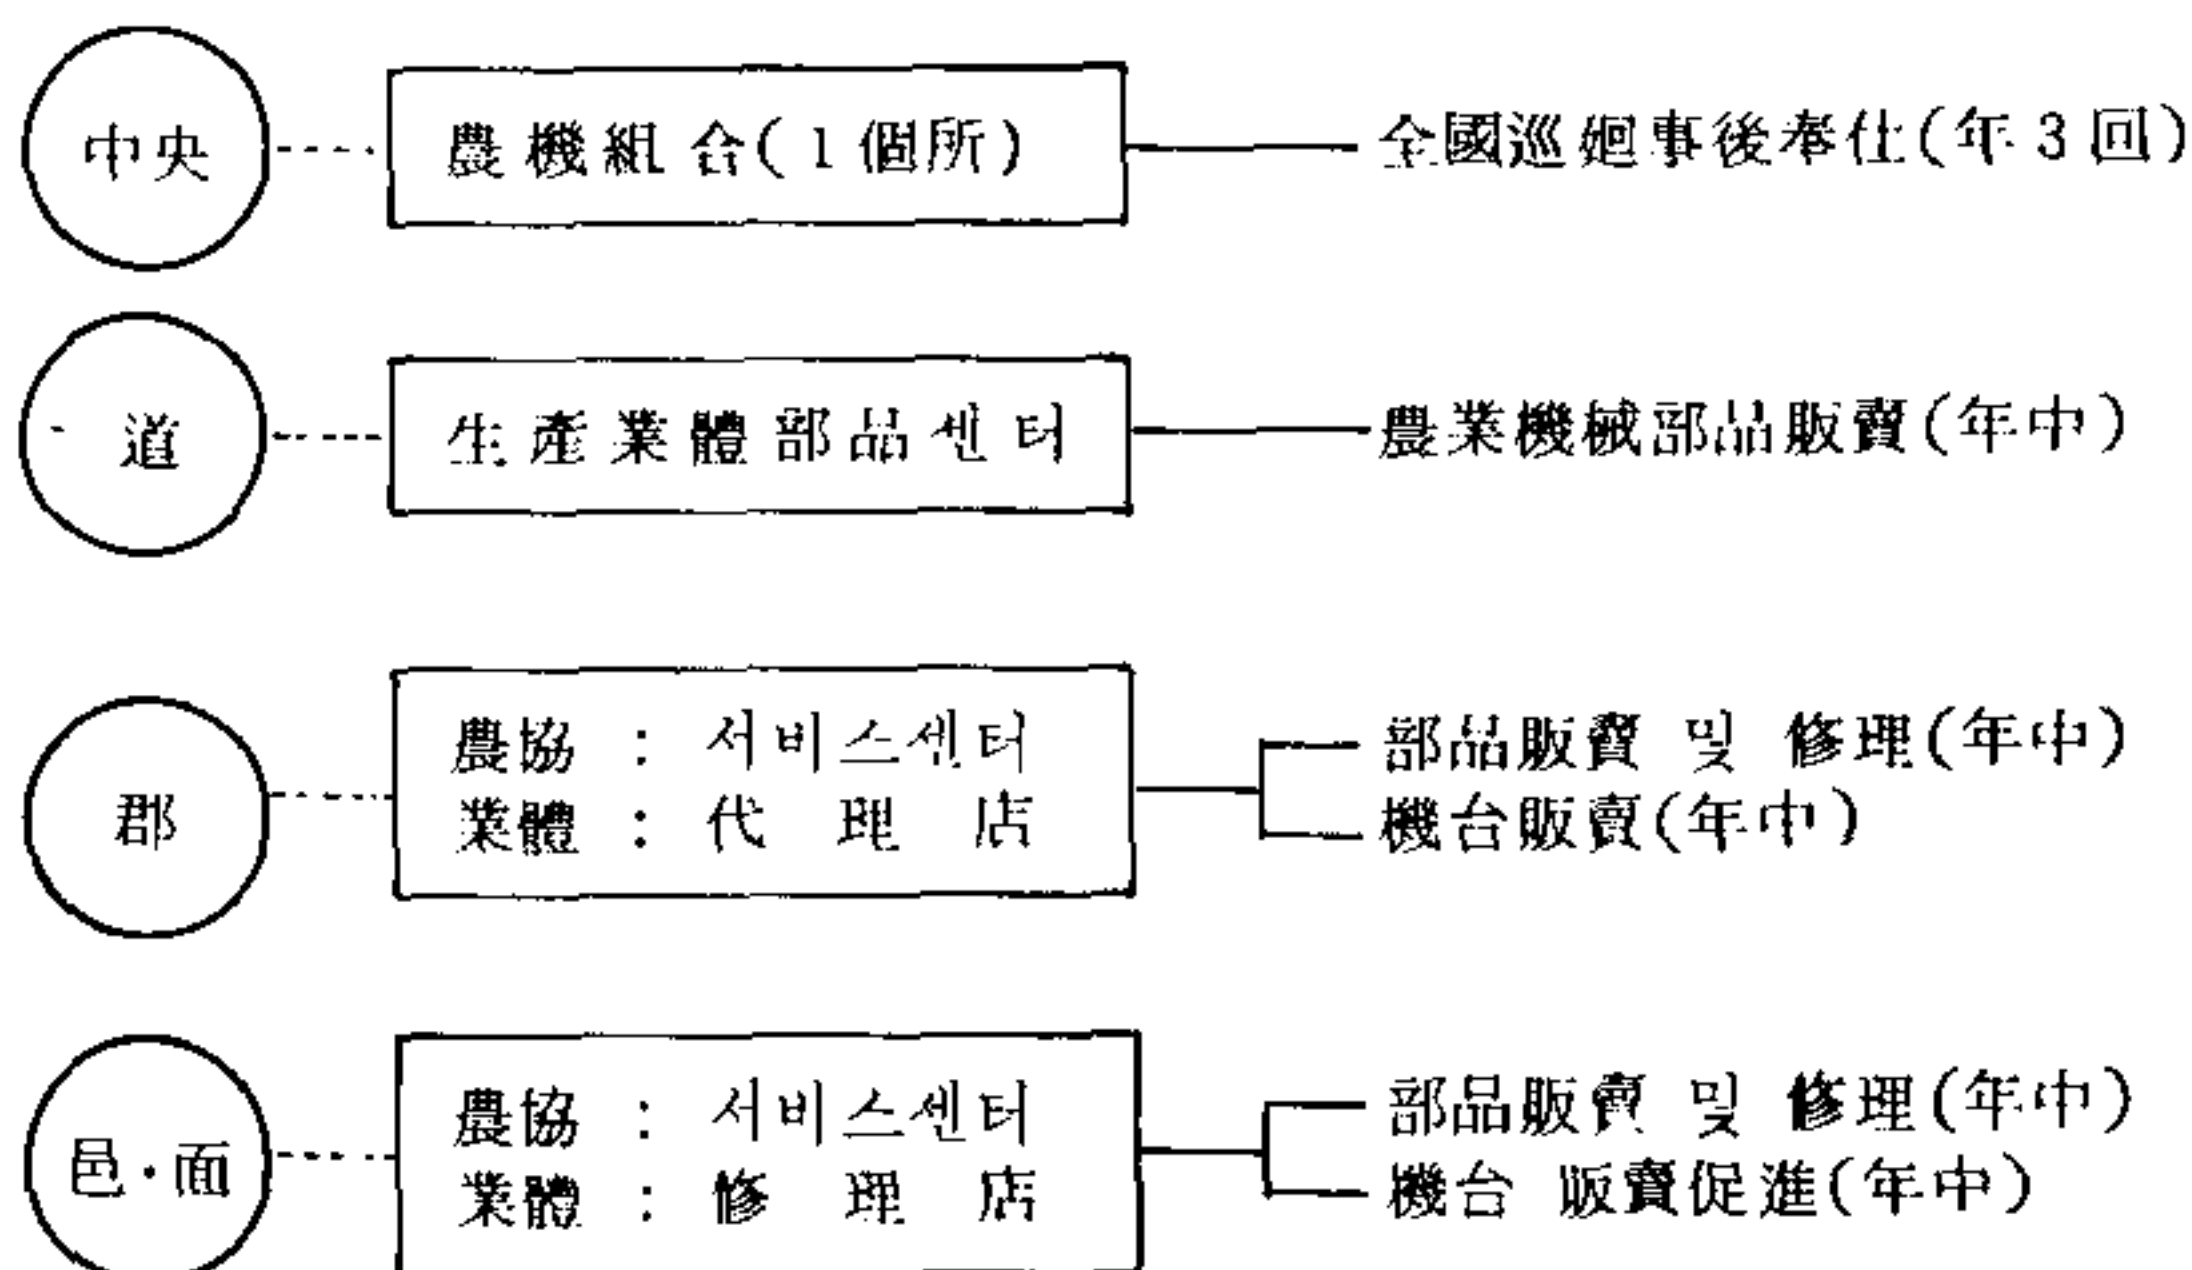 中央 農機組合(1個所) 全國巡廻事後奉仕(年3回)
道 生產業體部品센터 農業機械部品販賣(年中)
農協 : 서비스센터 部品販賣 및 修理(年中)
郡
業體 : 代理店 機台販賣(年中)
農協 : 서비스센터 部品販賣 및 修理(年中)
邑·面
業體 : 修理店 機台 販賣促進(年中)